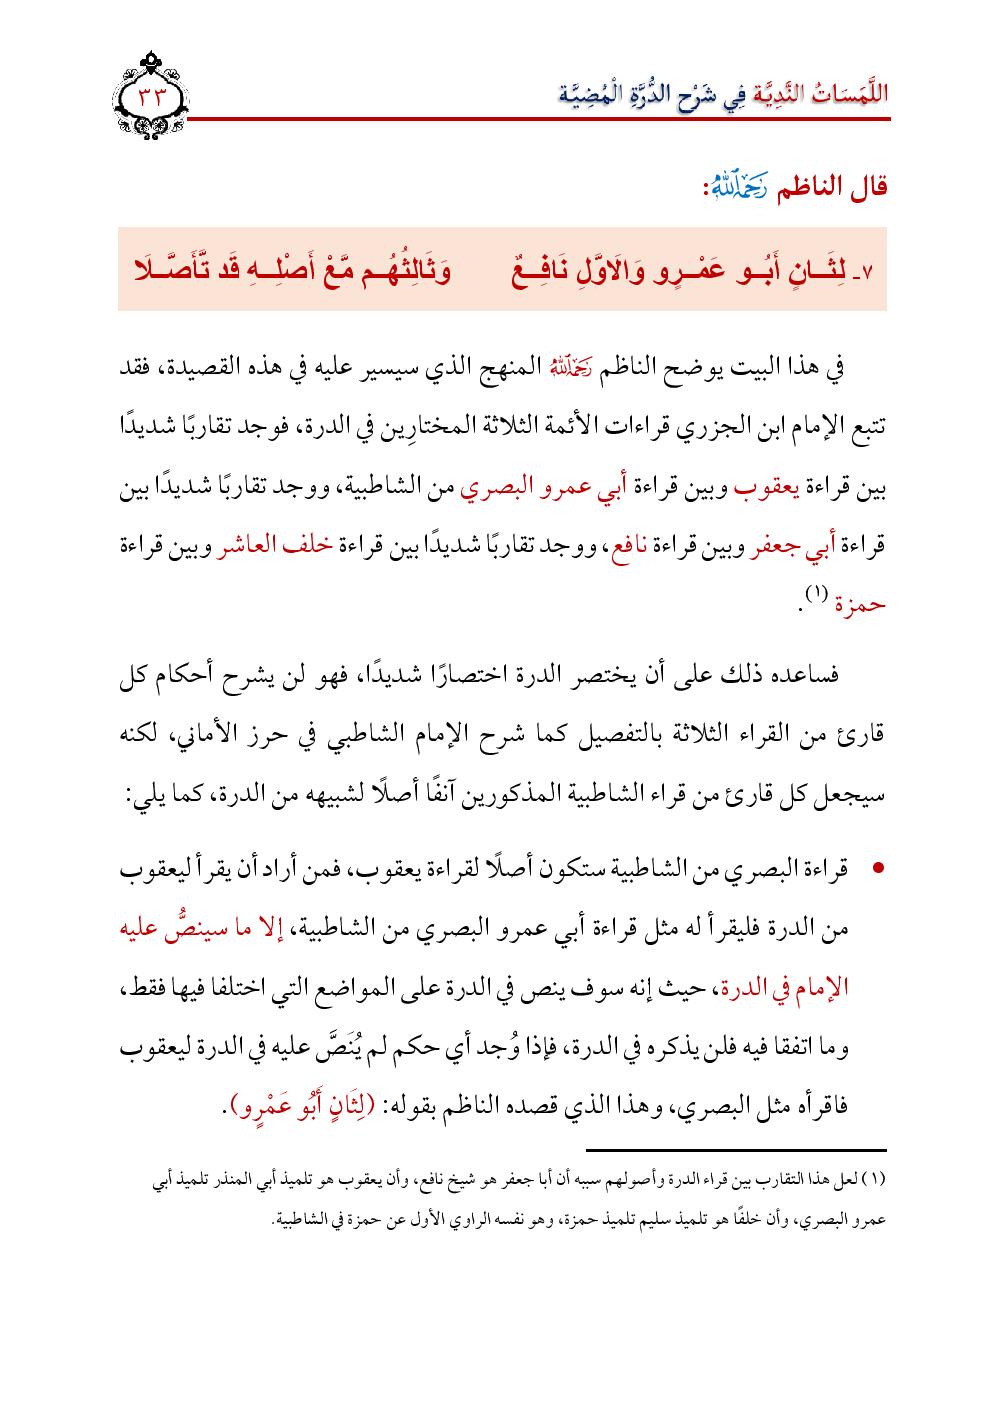 اللَّمَسَاتُ النَّدِيَّة فِي شَرْح الدُّرَّةِ الْمُضِيَّة
٣٣
قال الناظم رَحِمَهُ ٱللَّهُ:
٧ـ لِثَــانٍ أَبُــو عَمْــرٍو وَالَاوَّلِ نَافِــعٌ وَثَالِثُهُــم مَّعْ أَصْلِــهِ قَد تَّأَصَّــلَا
في هذا البيت يوضح الناظم رَحِمَهُ ٱللَّهُ المنهج الذي سيسير عليه في هذه القصيدة، فقد
تتبع الإمام ابن الجزري قراءات الأئمة الثلاثة المختارِين في الدرة، فوجد تقاربًا شديدًا
بين قراءة يعقوب وبين قراءة أبي عمرو البصري من الشاطبية، ووجد تقاربًا شديدًا بين
قراءة أبي جعفر وبين قراءة نافع، ووجد تقاربًا شديدًا بين قراءة خلف العاشر وبين قراءة
حمزة (١).
فساعده ذلك على أن يختصر الدرة اختصارًا شديدًا، فهو لن يشرح أحكام كل
قارئ من القراء الثلاثة بالتفصيل كما شرح الإمام الشاطبي في حرز الأماني، لكنه
سيجعل كل قارئ من قراء الشاطبية المذكورين آنفًا أصلًا لشبيهه من الدرة، كما يلي:
• قراءة البصري من الشاطبية ستكون أصلًا لقراءة يعقوب، فمن أراد أن يقرأ ليعقوب
من الدرة فليقرأ له مثل قراءة أبي عمرو البصري من الشاطبية، إلا ما سينصُّ عليه
الإمام في الدرة، حيث إنه سوف ينص في الدرة على المواضع التي اختلفا فيها فقط،
وما اتفقا فيه فلن يذكره في الدرة، فإذا وُجد أي حكم لم يُنَصَّ عليه في الدرة ليعقوب
فاقرأه مثل البصري، وهذا الذي قصده الناظم بقوله: (لِثَانٍ أَبُو عَمْرٍو).
(١) لعل هذا التقارب بين قراء الدرة وأصولهم سببه أن أبا جعفر هو شيخ نافع، وأن يعقوب هو تلميذ أبي المنذر تلميذ أبي
عمرو البصري، وأن خلفًا هو تلميذ سليم تلميذ حمزة، وهو نفسه الراوي الأول عن حمزة في الشاطبية.